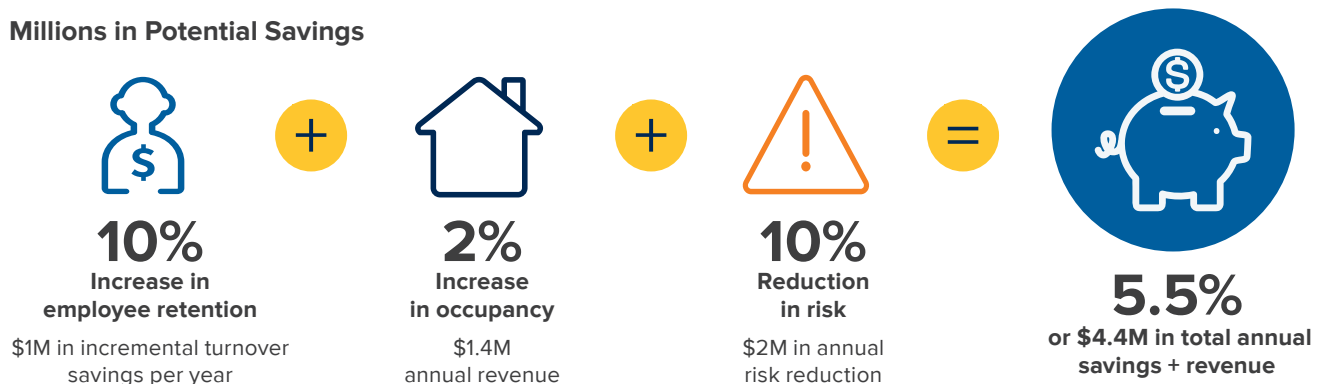 Millions in Potential Savings
$
+
+
!
=
$
10%
Increase in
employee retention
$1M in incremental turnover
savings per year
2%
Increase
in occupancy
$1.4M
annual revenue
10%
Reduction
in risk
$2M in annual
risk reduction
5.5%
or $4.4M in total annual
savings + revenue